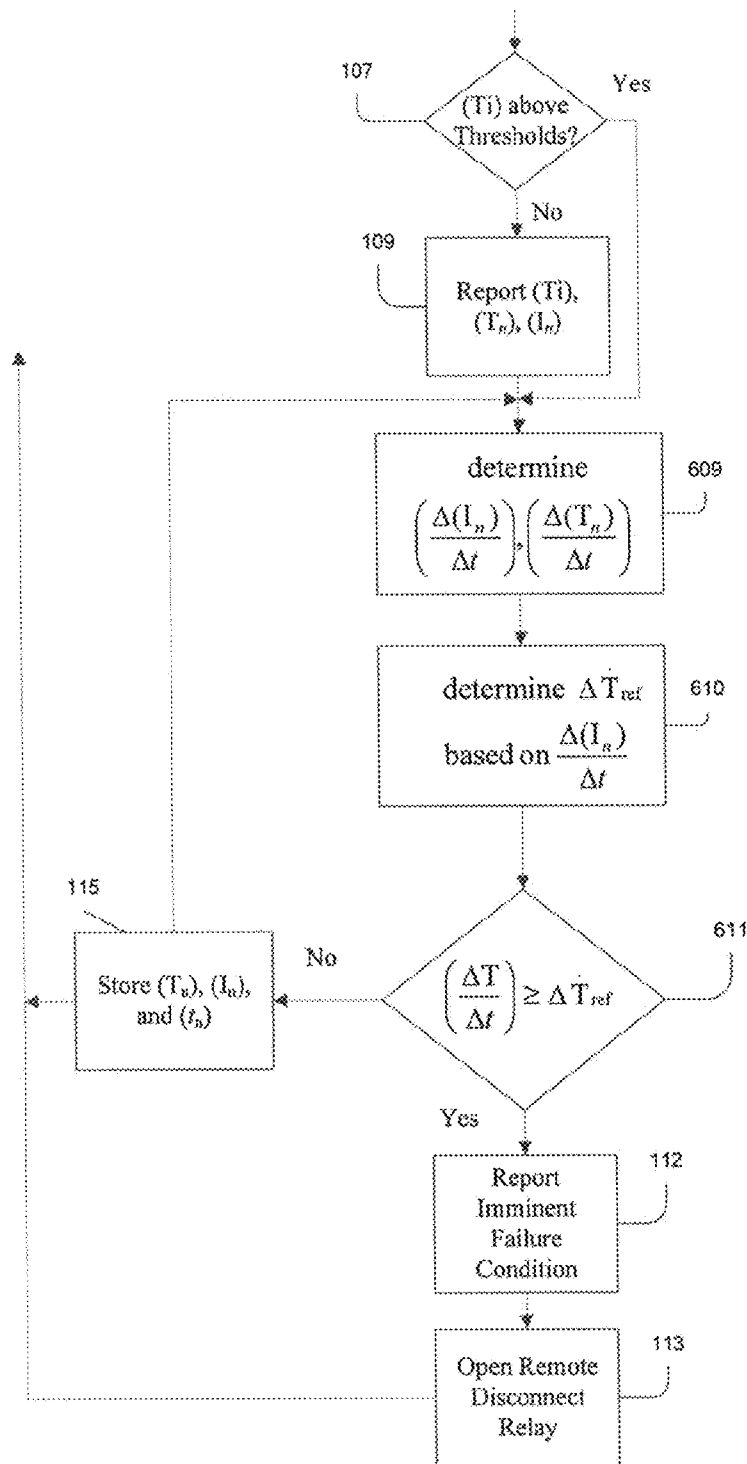 107
(Ti) above
Thresholds?
Yes
No
109
Report (Ti),
(Tₙ), (Iₙ)
determine
(Δ(Iₙ)/Δt), (Δ(Tₙ)/Δt)
609
determine ΔṪref
based on Δ(Iₙ)/Δt
610
115
Store (Tₙ), (Iₙ),
and (tₙ)
No
(ΔT/Δt) ≥ ΔṪref
611
Yes
Report
Imminent
Failure
Condition
112
Open Remote
Disconnect
Relay
113